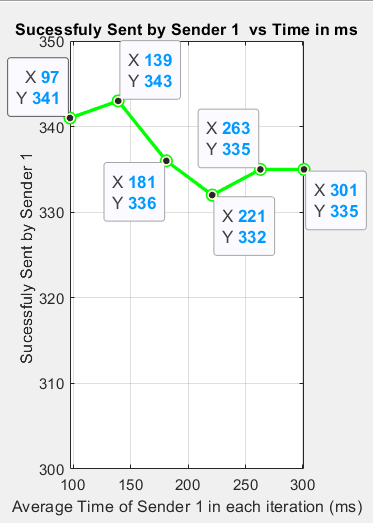 Sucessfuly Sent by Sender 1 vs Time in ms
350
340
330
320
310
300
Sucessfuly Sent by Sender 1
X 97
Y 341
X 139
Y 343
X 181
Y 336
X 221
Y 332
X 263
Y 335
X 301
Y 335
100
150
200
250
300
Average Time of Sender 1 in each iteration (ms)